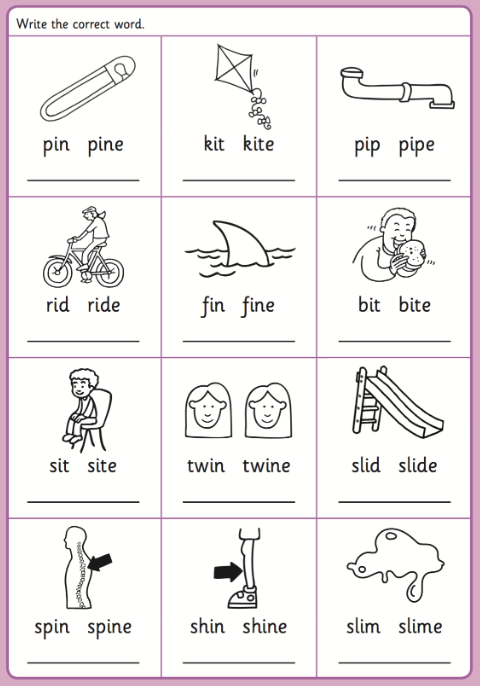 Write the correct word.
pin pine kit kite pip pipe
rid ride fin fine bit bite
sit site twin twine slid slide
spin spine shin shine slim slime